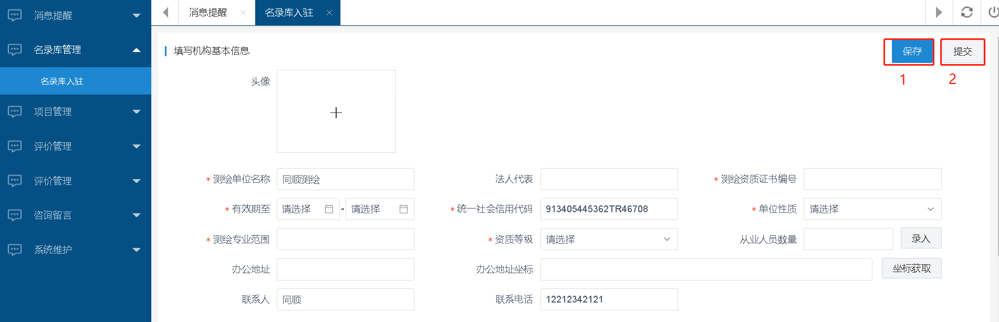 消息提醒
名录库管理
名录库入驻
项目管理
评价管理
评价管理
咨询留言
系统维护
消息提醒 名录库入驻
填写机构基本信息 保存 提交
1 2
头像
* 测绘单位名称 同顺测绘 法人代表 * 测绘资质证书编号
* 有效期至 请选择 - 请选择 * 统一社会信用代码 913405445362TR46708 * 单位性质 请选择
* 测绘专业范围 * 资质等级 请选择 从业人员数量 录入
办公地址 办公地址坐标 坐标获取
联系人 同顺 联系电话 12212342121